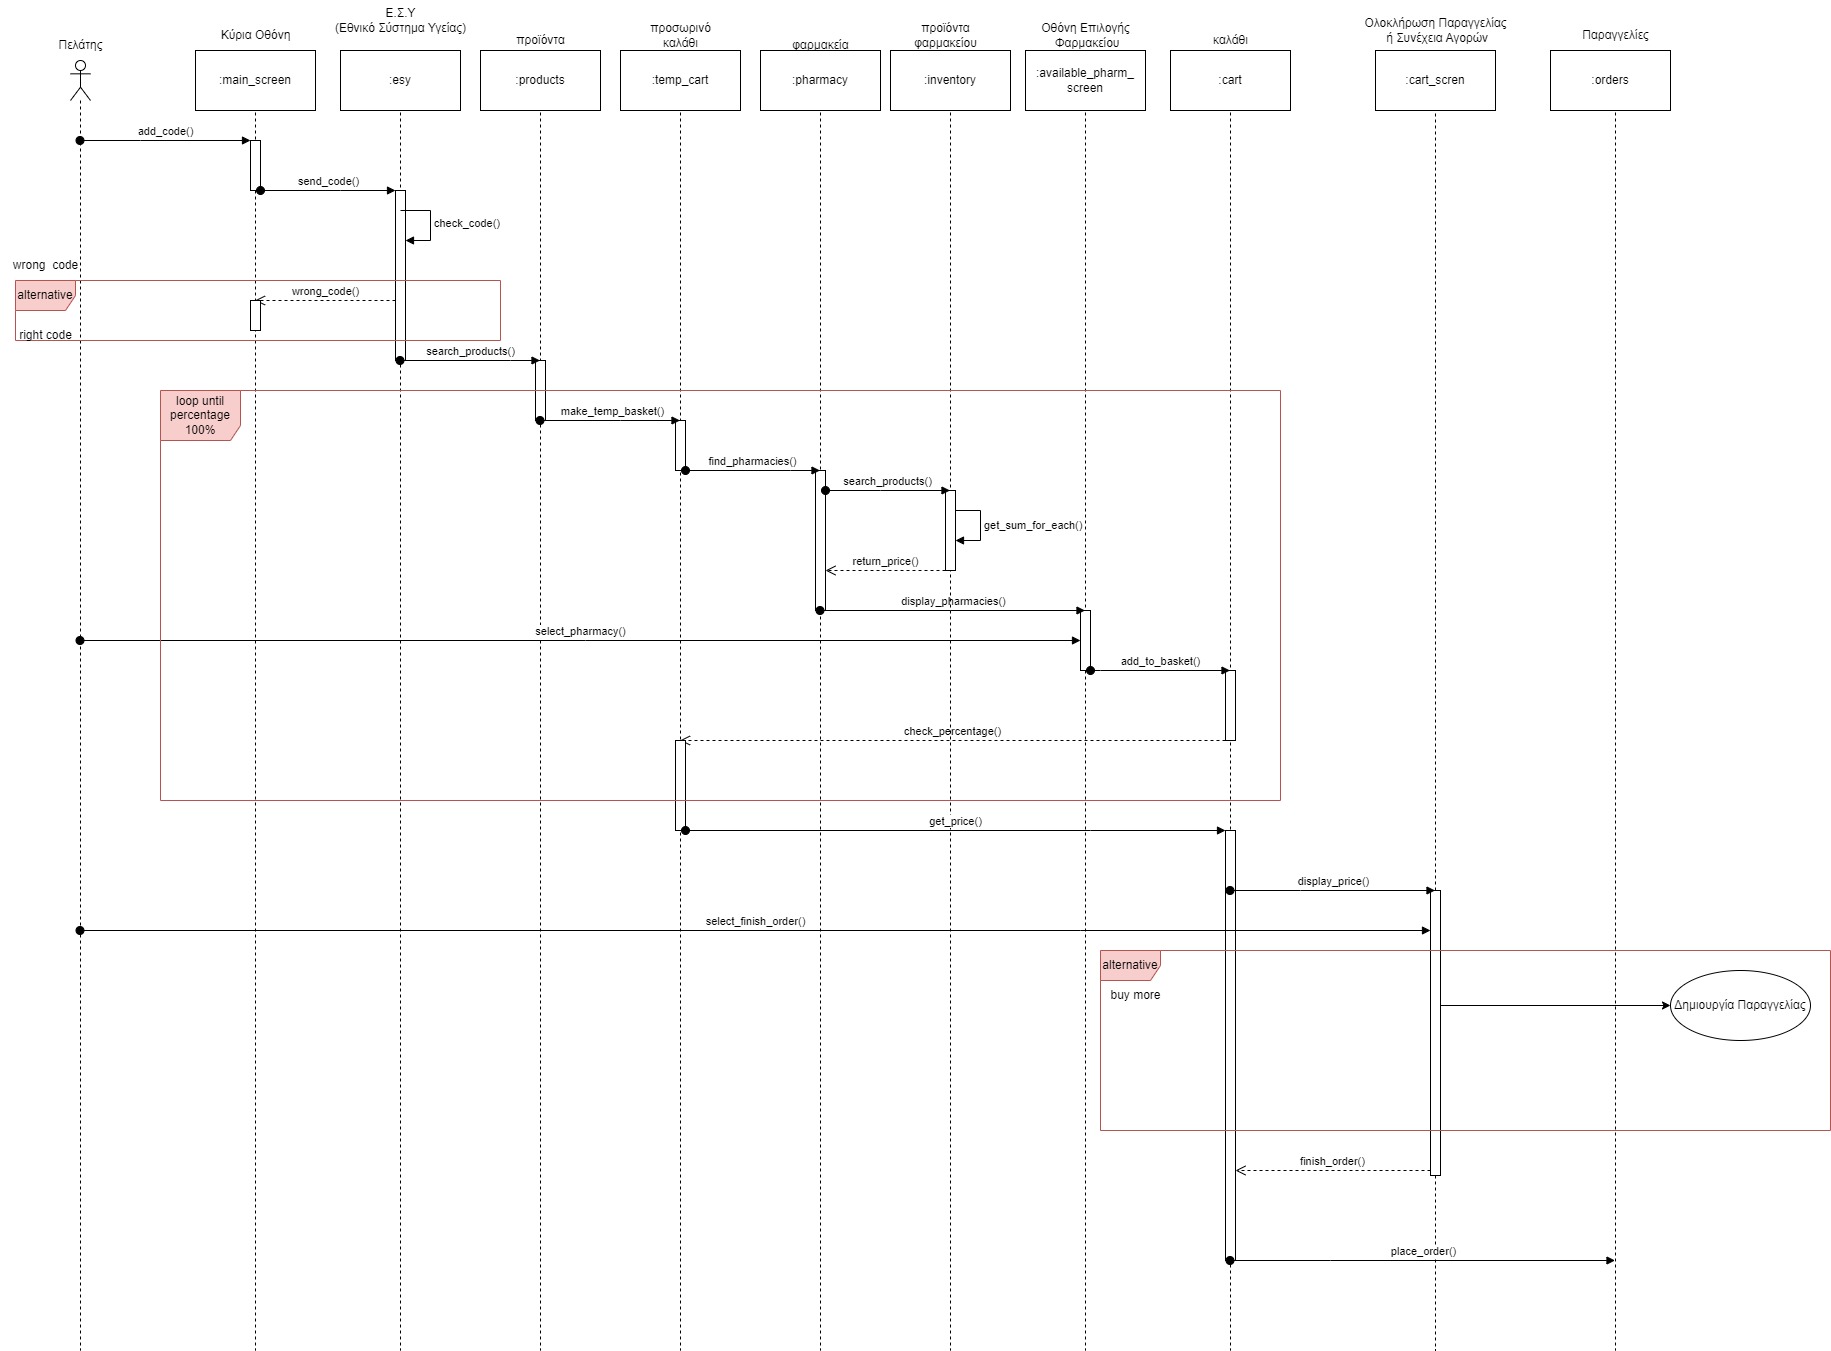 Πελάτης
Κύρια Οθόνη
Ε.Σ.Υ
(Εθνικό Σύστημα Υγείας)
προϊόντα
προσωρινό
καλάθι
φαρμακεία
προϊόντα
φαρμακείου
Οθόνη Επιλογής
Φαρμακείου
καλάθι
Ολοκλήρωση Παραγγελίας
ή Συνέχεια Αγορών
Παραγγελίες
:main_screen
:esy
:products
:temp_cart
:pharmacy
:inventory
:available_pharm_
screen
:cart
:cart_scren
:orders
add_code()
send_code()
check_code()
wrong code
alternative
wrong_code()
right code
search_products()
loop until
percentage
100%
make_temp_basket()
find_pharmacies()
search_products()
get_sum_for_each()
return_price()
display_pharmacies()
select_pharmacy()
add_to_basket()
check_percentage()
get_price()
display_price()
select_finish_order()
alternative
buy more
Δημιουργία Παραγγελίας
finish_order()
place_order()